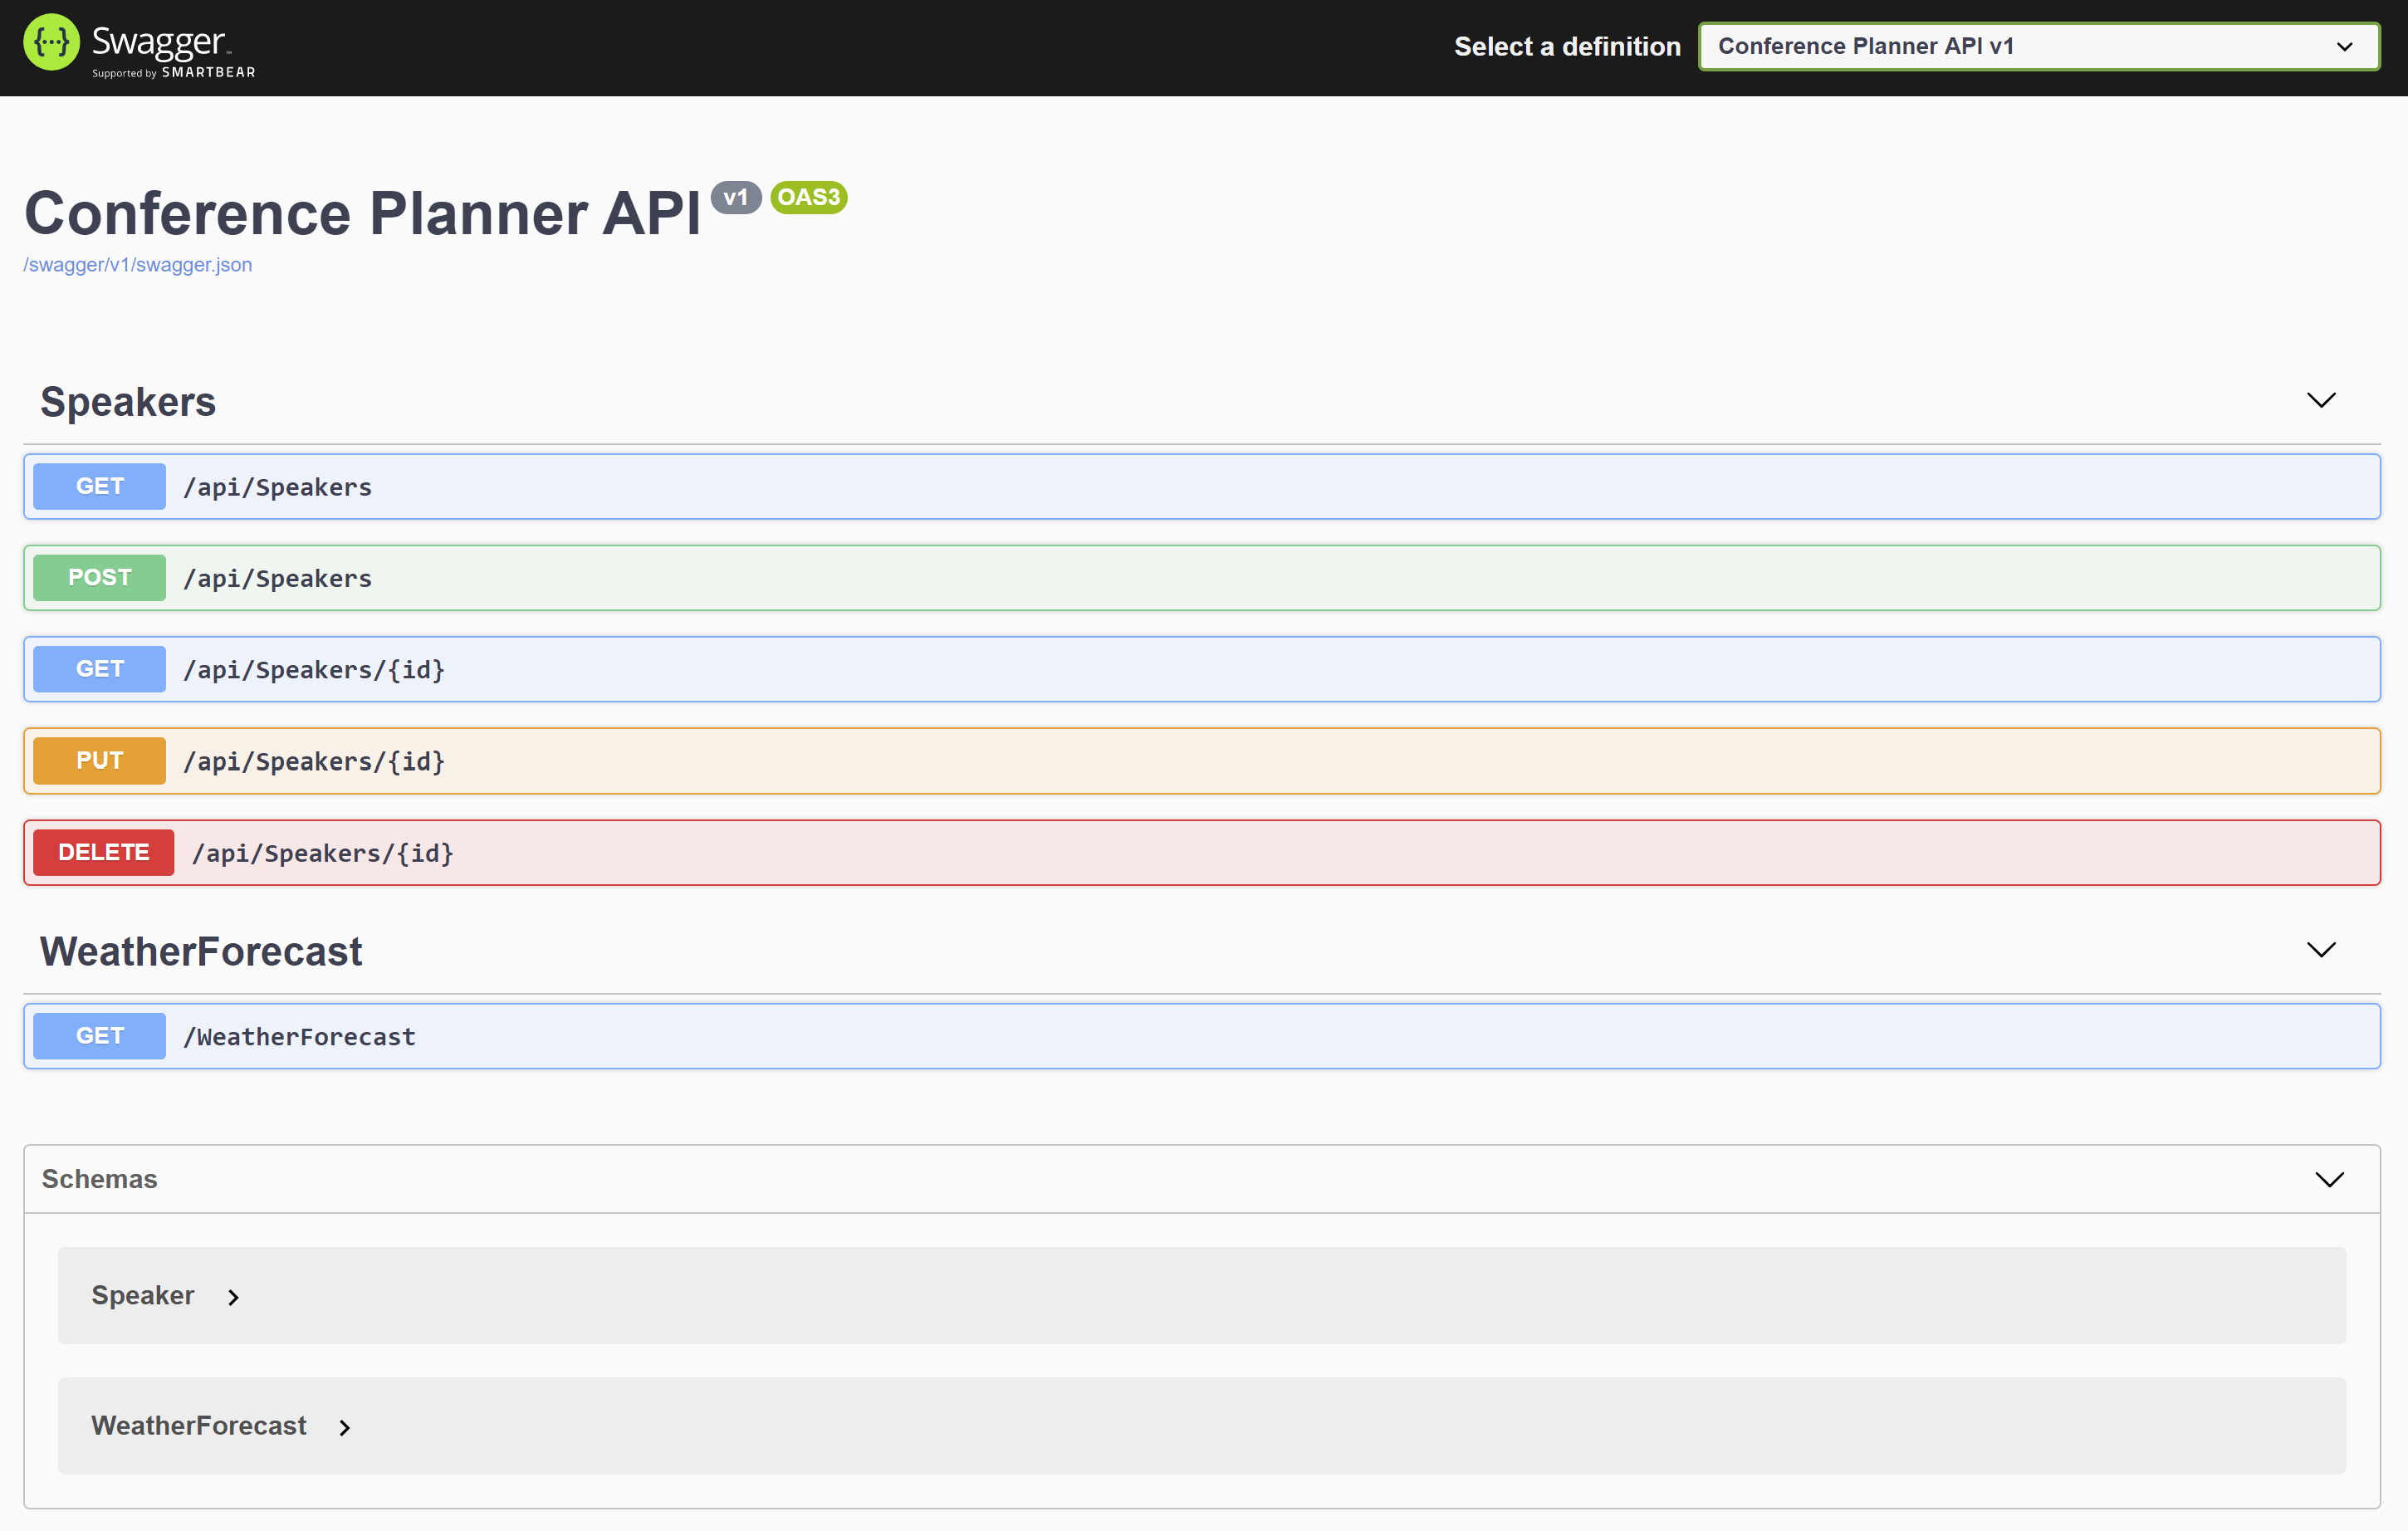 Swagger™
Supported by SMARTBEAR
Select a definition
Conference Planner API v1
Conference Planner API v1 OAS3
/swagger/v1/swagger.json
Speakers
GET /api/Speakers
POST /api/Speakers
GET /api/Speakers/{id}
PUT /api/Speakers/{id}
DELETE /api/Speakers/{id}
WeatherForecast
GET /WeatherForecast
Schemas
Speaker
WeatherForecast